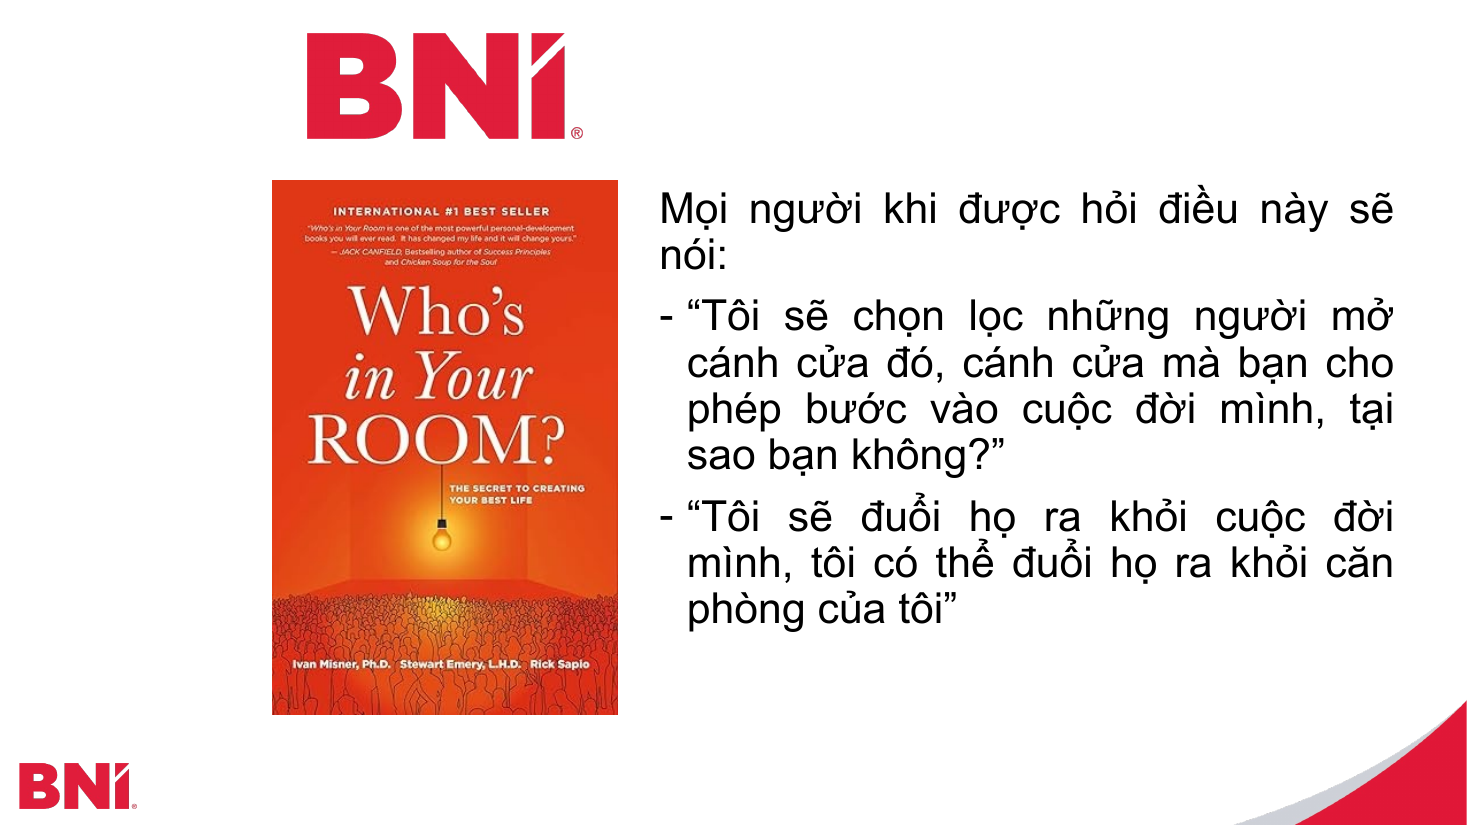 BNI®
INTERNATIONAL #1 BEST SELLER
"Who's in Your Room is one of the most powerful personal-development
books you will ever read. It has changed my life and it will change yours."
— JACK CANFIELD, Bestselling author of Success Principles
and Chicken Soup for the Soul
Who's
in Your
ROOM?
THE SECRET TO CREATING
YOUR BEST LIFE
Ivan Misner, Ph.D. Stewart Emery, L.H.D. Rick Sapio
Mọi người khi được hỏi điều này sẽ
nói:
- “Tôi sẽ chọn lọc những người mở
cánh cửa đó, cánh cửa mà bạn cho
phép bước vào cuộc đời mình, tại
sao bạn không?”
- “Tôi sẽ đuổi họ ra khỏi cuộc đời
mình, tôi có thể đuổi họ ra khỏi căn
phòng của tôi”
BNI®